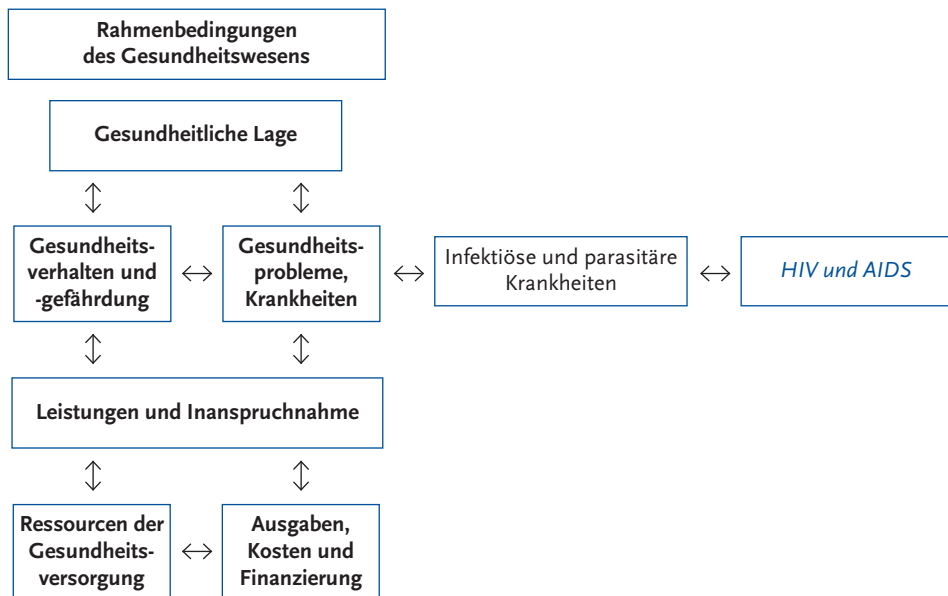 Rahmenbedingungen
des Gesundheitswesens
Gesundheitliche Lage
Gesundheits-
verhalten und
-gefährdung
Gesundheits-
probleme,
Krankheiten
Infektiöse und parasitäre
Krankheiten
HIV und AIDS
Leistungen und Inanspruchnahme
Ressourcen der
Gesundheits-
versorgung
Ausgaben,
Kosten und
Finanzierung